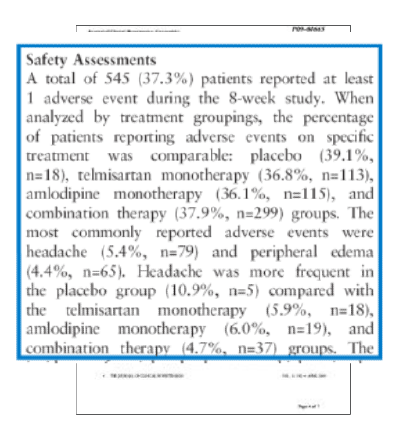 P09-08665
Safety Assessments
A total of 545 (37.3%) patients reported at least
1 adverse event during the 8-week study. When
analyzed by treatment groupings, the percentage
of patients reporting adverse events on specific
treatment was comparable: placebo (39.1%,
n=18), telmisartan monotherapy (36.8%, n=113),
amlodipine monotherapy (36.1%, n=115), and
combination therapy (37.9%, n=299) groups. The
most commonly reported adverse events were
headache (5.4%, n=79) and peripheral edema
(4.4%, n=65). Headache was more frequent in
the placebo group (10.9%, n=5) compared with
the telmisartan monotherapy (5.9%, n=18),
amlodipine monotherapy (6.0%, n=19), and
combination therapy (4.7%, n=37) groups. The